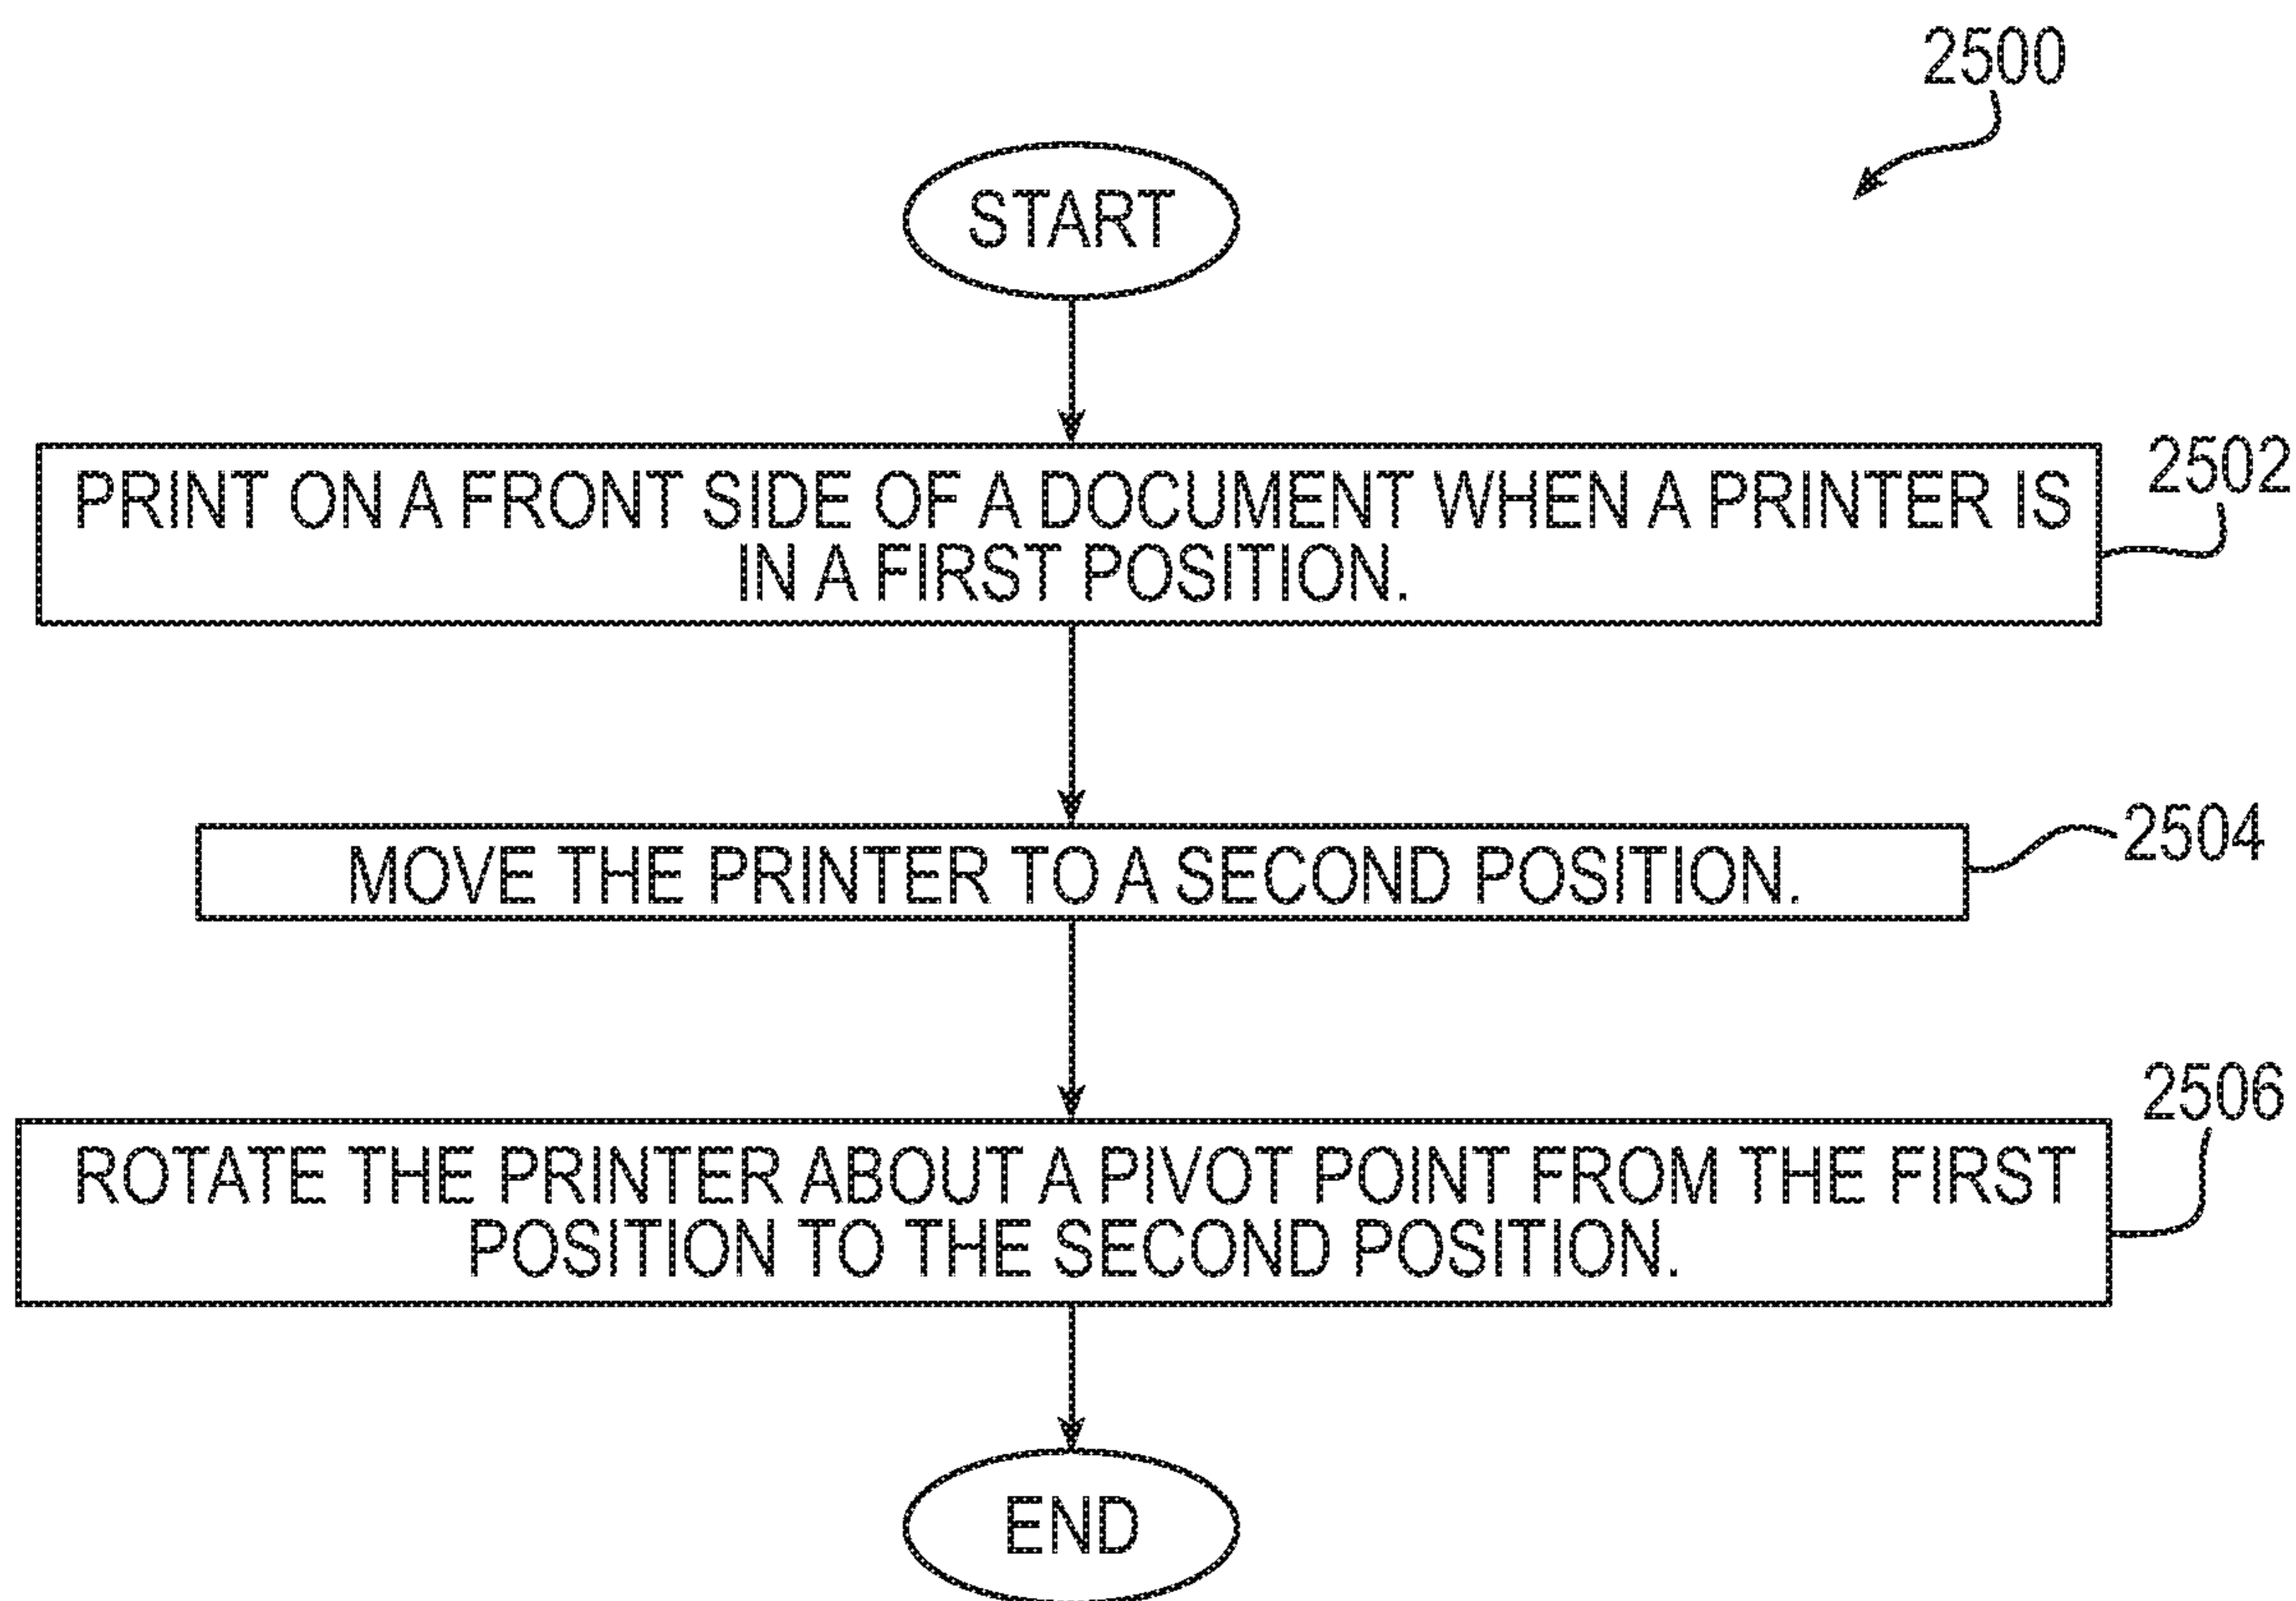 2500
START
PRINT ON A FRONT SIDE OF A DOCUMENT WHEN A PRINTER IS
IN A FIRST POSITION.
2502
MOVE THE PRINTER TO A SECOND POSITION.
2504
ROTATE THE PRINTER ABOUT A PIVOT POINT FROM THE FIRST
POSITION TO THE SECOND POSITION.
2506
END